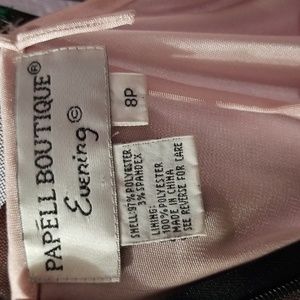 PAPELL BOUTIQUE®
Evening©
8P
SHELL: 97% POLYESTER
3% SPANDEX
LINING:
100% POLYESTER
MADE IN CHINA
SEE REVERSE FOR CARE